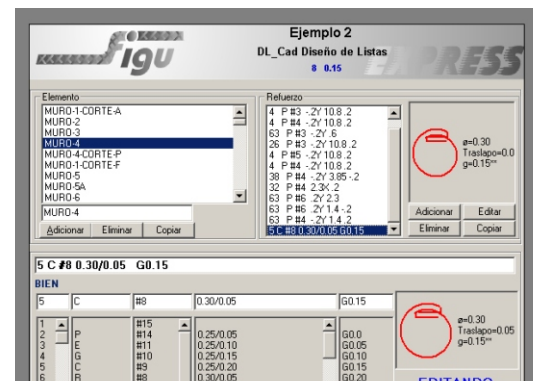 Figu
EXPRESS
Ejemplo 2
DL_Cad Diseño de Listas
8 0.15
Elemento
MURO-1-CORTE-A
MURO-2
MURO-3
MURO-4
MURO-4-CORTE-P
MURO-1-CORTE-F
MURO-5
MURO-5A
MURO-6
MURO-4
Adicionar Eliminar Copiar
Refuerzo
4 P #3 -.2Y 10.8 .2
4 P #4 -.2Y 10.8 .2
63 P #3 -.2Y .6
26 P #3 -.2Y 10.8 .2
4 P #5 -.2Y 10.8 .2
4 P #4 -.2Y 10.8 .2
38 P #4 -.2Y 3.85 -.2
32 P #4 2.3X .2
63 P #6 .2Y 2.3
63 P #6 .2Y 1.4 -.2
63 P #4 -.2Y 1.4 .2
5 C #8 0.30/0.05 G0.15
ø=0.30
Traslapo=0.0
g=0.15""
Adicionar Editar
Eliminar Copiar
5 C #8 0.30/0.05 G0.15
BIEN
5 C #8 0.30/0.05 G0.15
1 #15
2 P #14 0.25/0.05 G0.0
3 E #11 0.25/0.10 G0.05
4 G #10 0.25/0.15 G0.10
5 C #9 0.25/0.20 G0.15
6 R #8 0.30/0.05 G0.20
ø=0.30
Traslapo=0.05
g=0.15""
EDITANDO